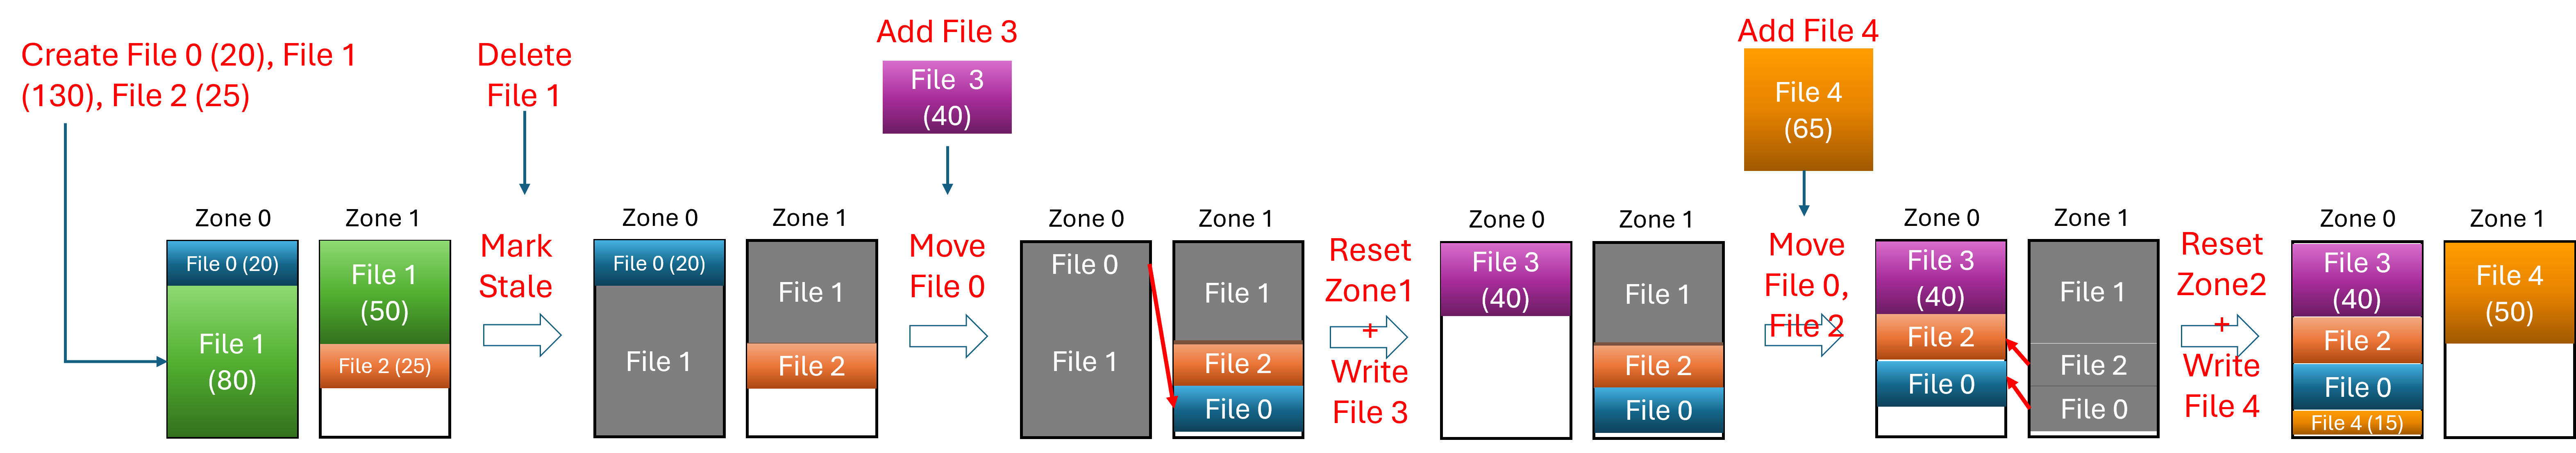 Create File 0 (20), File 1
(130), File 2 (25)
Zone 0
File 0 (20)
File 1
(80)
Zone 1
File 1
(50)
File 2 (25)
Delete
File 1
Mark
Stale
Zone 0
File 0 (20)
File 1
Zone 1
File 1
File 2
Add File 3
File 3
(40)
Move
File 0
Zone 0
File 0
File 1
Zone 1
File 1
File 2
File 0
Reset
Zone1
+
Write
File 3
Zone 0
File 3
(40)
Zone 1
File 1
File 2
File 0
Add File 4
File 4
(65)
Move
File 0,
File 2
Zone 0
File 3
(40)
File 2
File 0
Zone 1
File 1
File 2
File 0
Reset
Zone2
+
Write
File 4
Zone 0
File 3
(40)
File 2
File 0
File 4 (15)
Zone 1
File 4
(50)